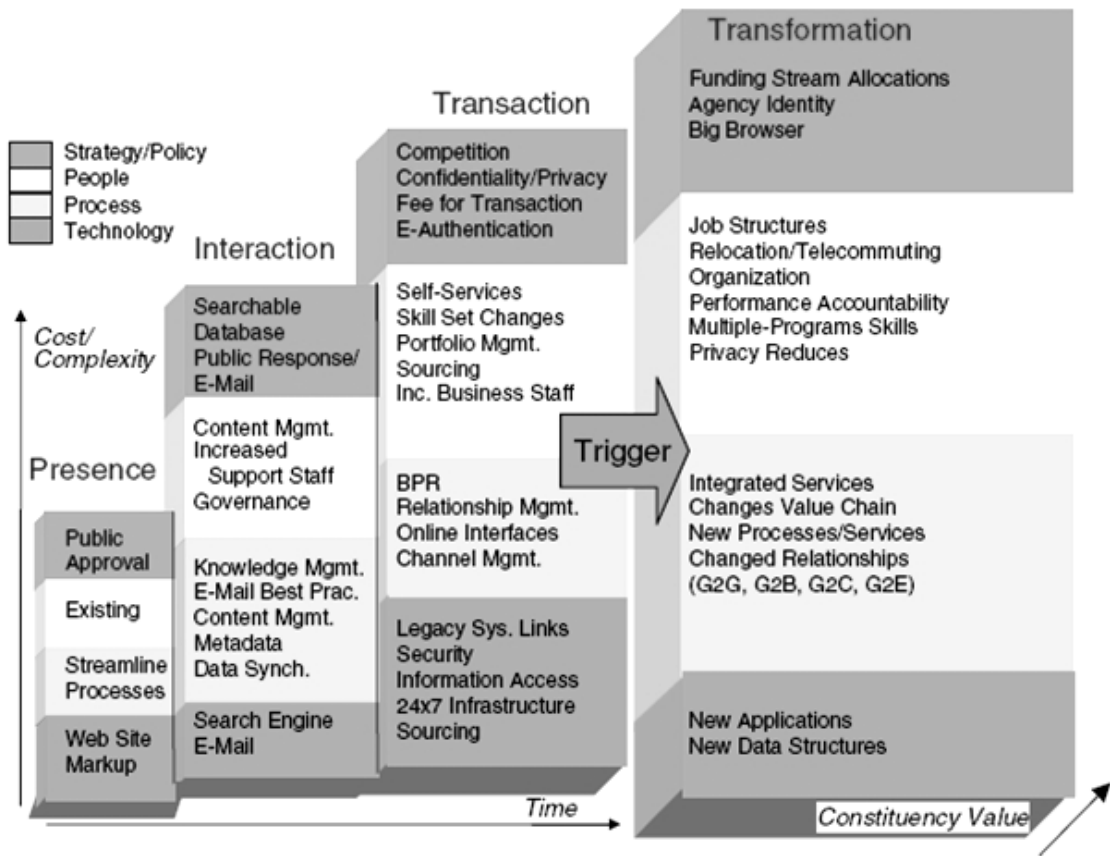 Transformation
Funding Stream Allocations
Agency Identity
Big Browser
Transaction
Strategy/Policy
People
Process
Technology
Competition
Confidentiality/Privacy
Fee for Transaction
E-Authentication
Job Structures
Relocation/Telecommuting
Organization
Performance Accountability
Multiple-Programs Skills
Privacy Reduces
Interaction
Self-Services
Skill Set Changes
Portfolio Mgmt.
Sourcing
Inc. Business Staff
Searchable
Database
Public Response/
E-Mail
Cost/
Complexity
Content Mgmt.
Increased
Support Staff
Governance
Trigger
Presence
BPR
Relationship Mgmt.
Online Interfaces
Channel Mgmt.
Integrated Services
Changes Value Chain
New Processes/Services
Changed Relationships
(G2G, G2B, G2C, G2E)
Public
Approval
Existing
Streamline
Processes
Web Site
Markup
Knowledge Mgmt.
E-Mail Best Prac.
Content Mgmt.
Metadata
Data Synch.
Search Engine
E-Mail
Legacy Sys. Links
Security
Information Access
24x7 Infrastructure
Sourcing
New Applications
New Data Structures
Time
Constituency Value